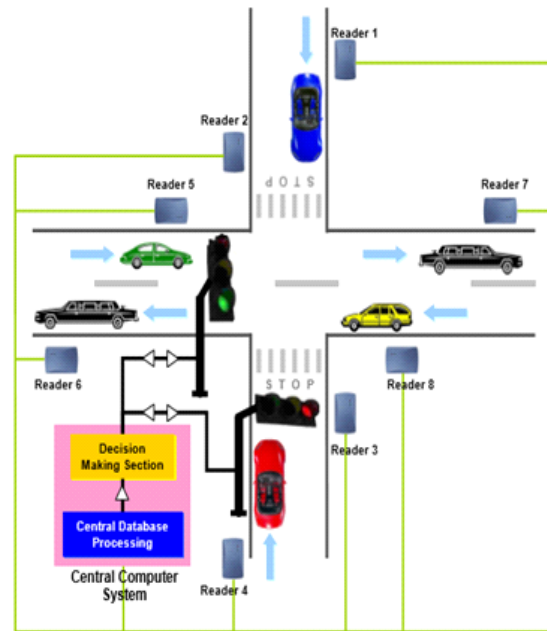 Reader 1
Reader 2
Reader 5
Reader 7
STOP
Reader 6
Reader 8
STOP
Reader 3
Decision
Making Section
Central Database
Processing
Central Computer
System
Reader 4